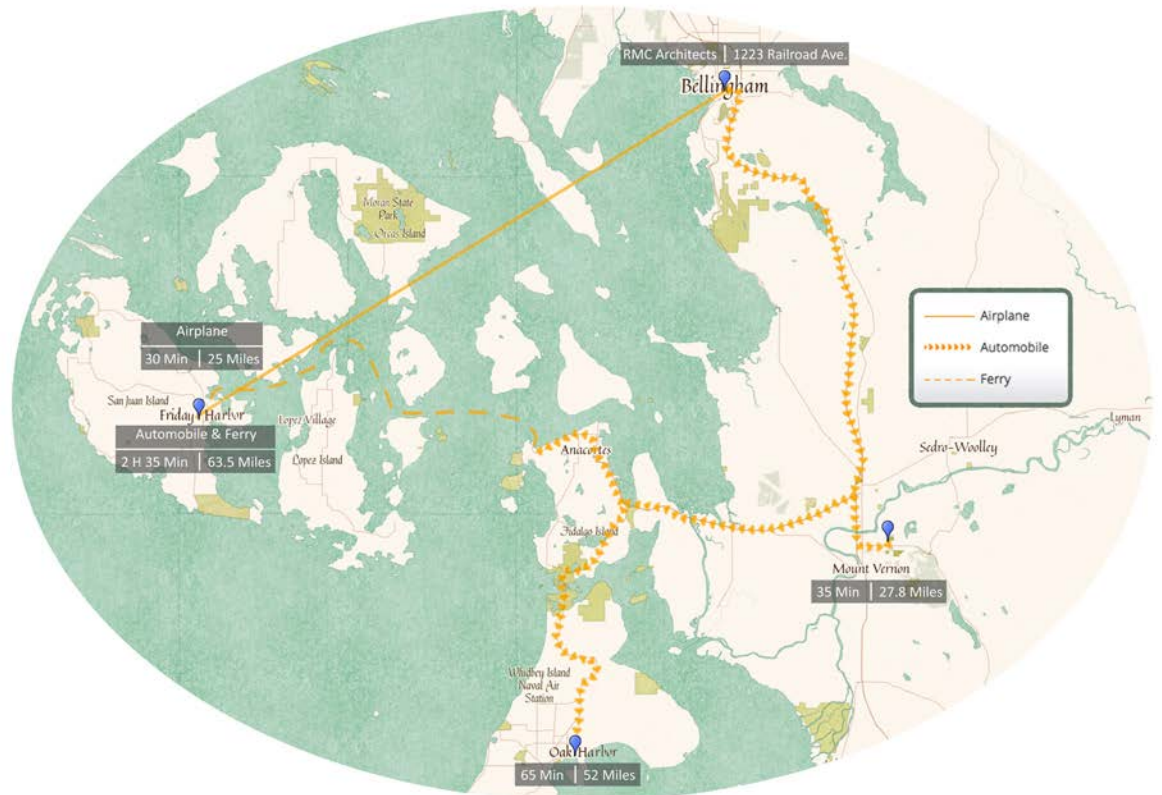 RMC Architects | 1223 Railroad Ave.
Bellingham
Moran State
Park
Orcas Island
Airplane
Automobile
Ferry
Airplane
30 Min | 25 Miles
San Juan Island
Friday Harbor
Automobile & Ferry
2 H 35 Min | 63.5 Miles
Lopez Village
Lopez Island
Anacortes
Lyman
Sedro-Woolley
Fidalgo Island
Mount Vernon
35 Min | 27.8 Miles
Whidbey Island
Naval Air
Station
Oak Harbor
65 Min | 52 Miles